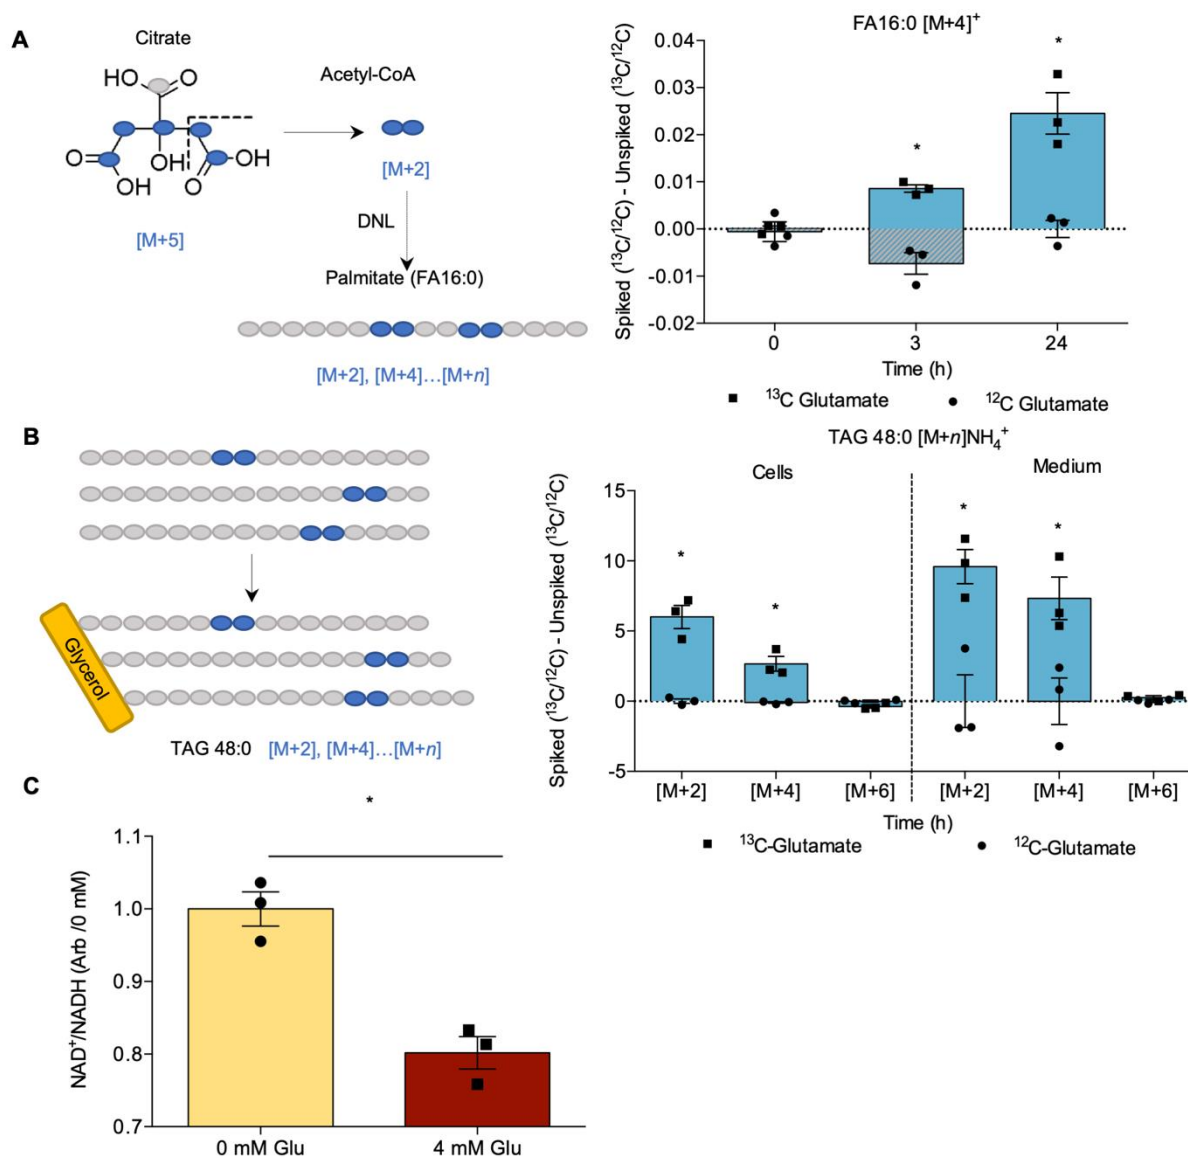 A
Citrate
HO
O
O
OH
OH
O
OH
[M+5]
Acetyl-CoA
[M+2]
DNL
Palmitate (FA16:0)
[M+2], [M+4]…[M+n]
FA16:0 [M+4]⁺
Spiked (¹³C/¹²C) - Unspiked (¹³C/¹²C)
0.04
0.03
0.02
0.01
0.00
-0.01
-0.02
*
*
0
3
24
Time (h)
¹³C Glutamate
¹²C Glutamate
B
Glycerol
TAG 48:0 [M+2], [M+4]…[M+n]
TAG 48:0 [M+n]NH₄⁺
Cells
Medium
Spiked (¹³C/¹²C) - Unspiked (¹³C/¹²C)
15
10
5
0
-5
*
*
*
*
[M+2]
[M+4]
[M+6]
[M+2]
[M+4]
[M+6]
Time (h)
¹³C-Glutamate
¹²C-Glutamate
C
*
NAD⁺/NADH (Arb /0 mM)
1.1
1.0
0.9
0.8
0.7
0 mM Glu
4 mM Glu